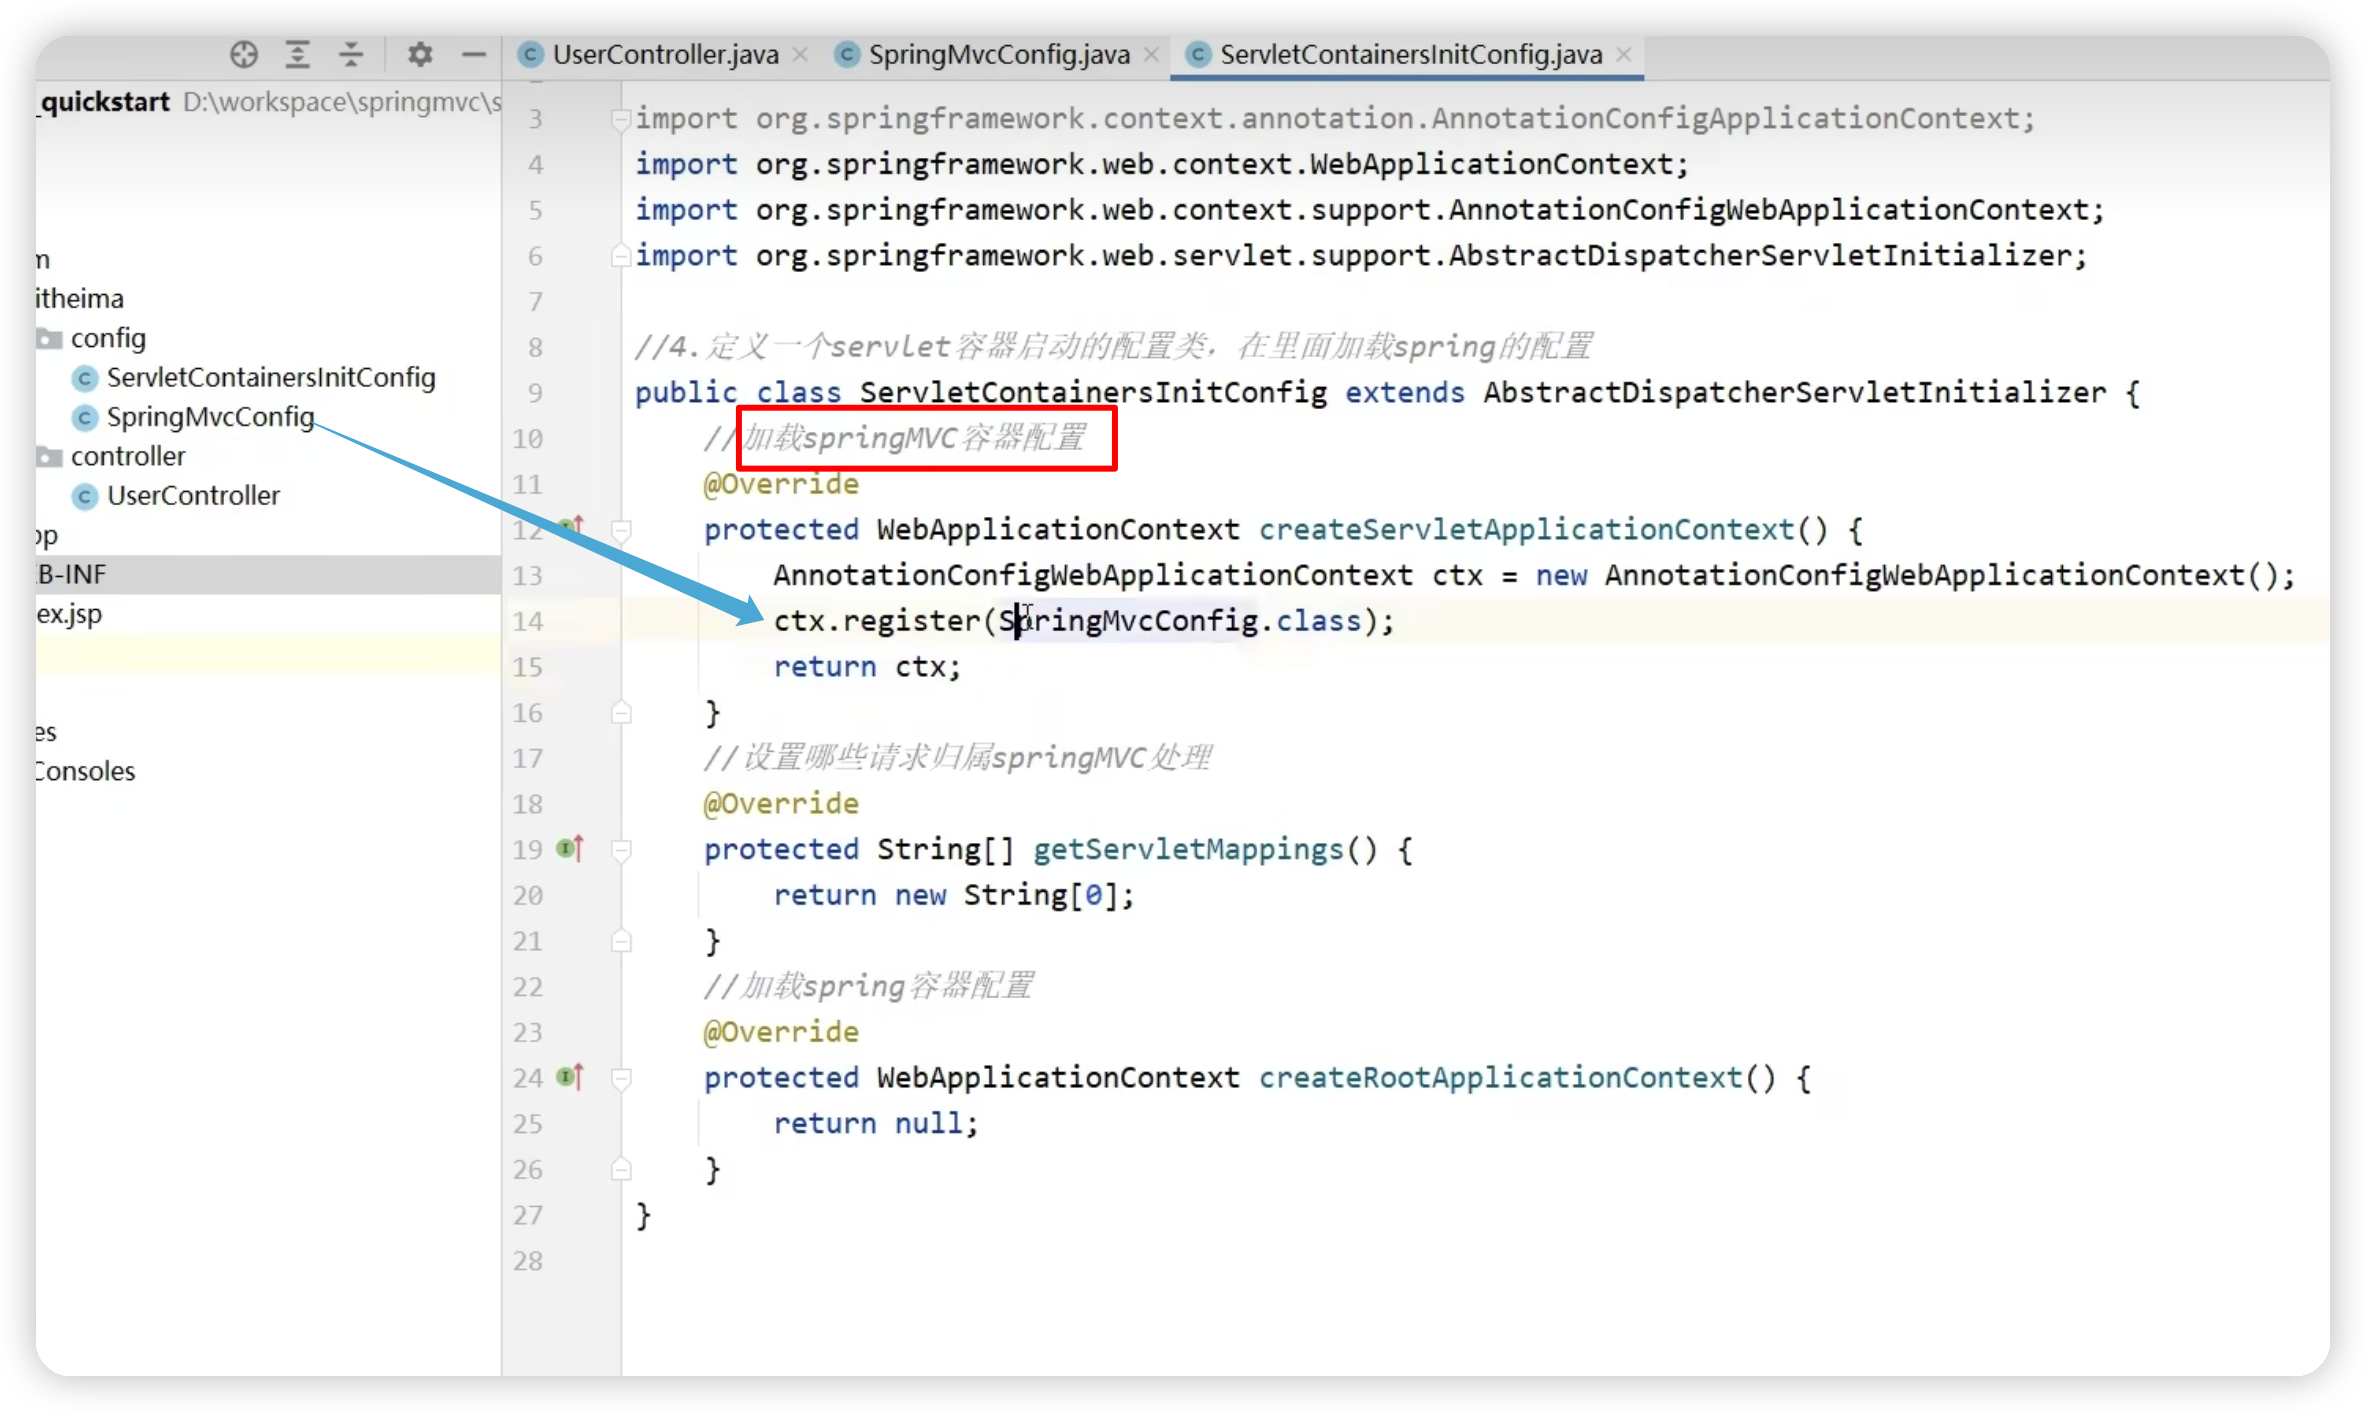 UserController.java
SpringMvcConfig.java
ServletContainersInitConfig.java
_quickstart D:\workspace\springmvc\s
m
itheima
config
ServletContainersInitConfig
SpringMvcConfig
controller
UserController
pp
EB-INF
ex.jsp
es
Consoles
3 import org.springframework.context.annotation.AnnotationConfigApplicationContext;
4 import org.springframework.web.context.WebApplicationContext;
5 import org.springframework.web.context.support.AnnotationConfigWebApplicationContext;
6 import org.springframework.web.servlet.support.AbstractDispatcherServletInitializer;
7
8 //4.定义一个servlet容器启动的配置类，在里面加载spring的配置
9 public class ServletContainersInitConfig extends AbstractDispatcherServletInitializer {
10 //加载springMVC容器配置
11 @Override
12 protected WebApplicationContext createServletApplicationContext() {
13 AnnotationConfigWebApplicationContext ctx = new AnnotationConfigWebApplicationContext();
14 ctx.register(SpringMvcConfig.class);
15 return ctx;
16 }
17 //设置哪些请求归属springMVC处理
18 @Override
19 protected String[] getServletMappings() {
20 return new String[0];
21 }
22 //加载spring容器配置
23 @Override
24 protected WebApplicationContext createRootApplicationContext() {
25 return null;
26 }
27 }
28